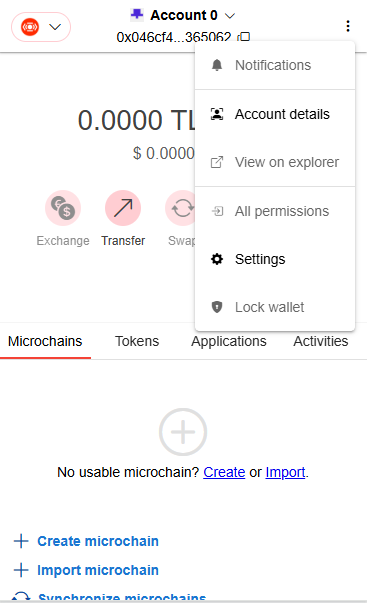 Account 0
0x046cf4...365062
Notifications
Account details
View on explorer
All permissions
Settings
Lock wallet
0.0000 TL
$ 0.0000
Exchange
Transfer
Swap
Microchains
Tokens
Applications
Activities
No usable microchain? Create or Import.
Create microchain
Import microchain
Synchronize microchains